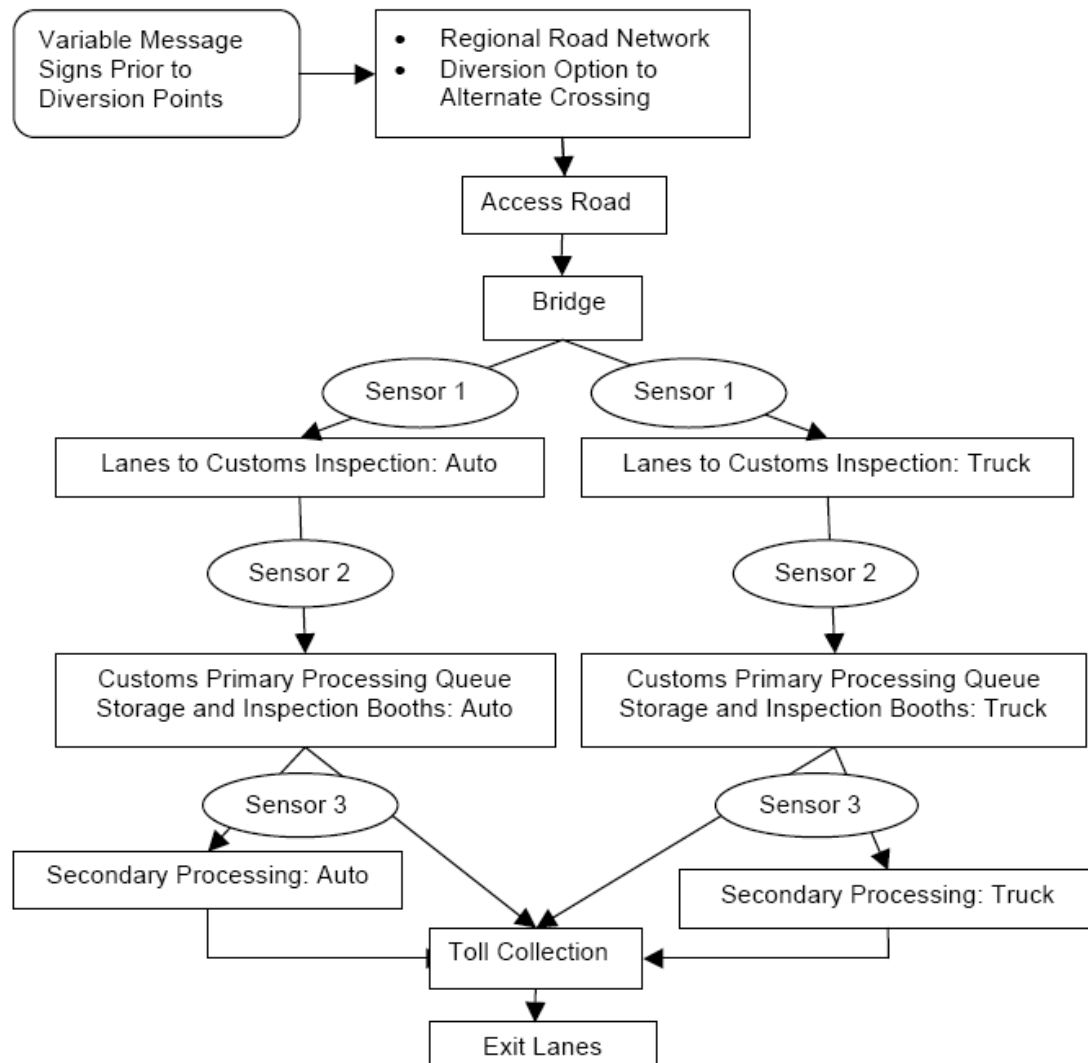 Variable Message
Signs Prior to
Diversion Points
• Regional Road Network
• Diversion Option to
Alternate Crossing
Access Road
Bridge
Sensor 1
Sensor 1
Lanes to Customs Inspection: Auto
Lanes to Customs Inspection: Truck
Sensor 2
Sensor 2
Customs Primary Processing Queue
Storage and Inspection Booths: Auto
Customs Primary Processing Queue
Storage and Inspection Booths: Truck
Sensor 3
Sensor 3
Secondary Processing: Auto
Secondary Processing: Truck
Toll Collection
Exit Lanes